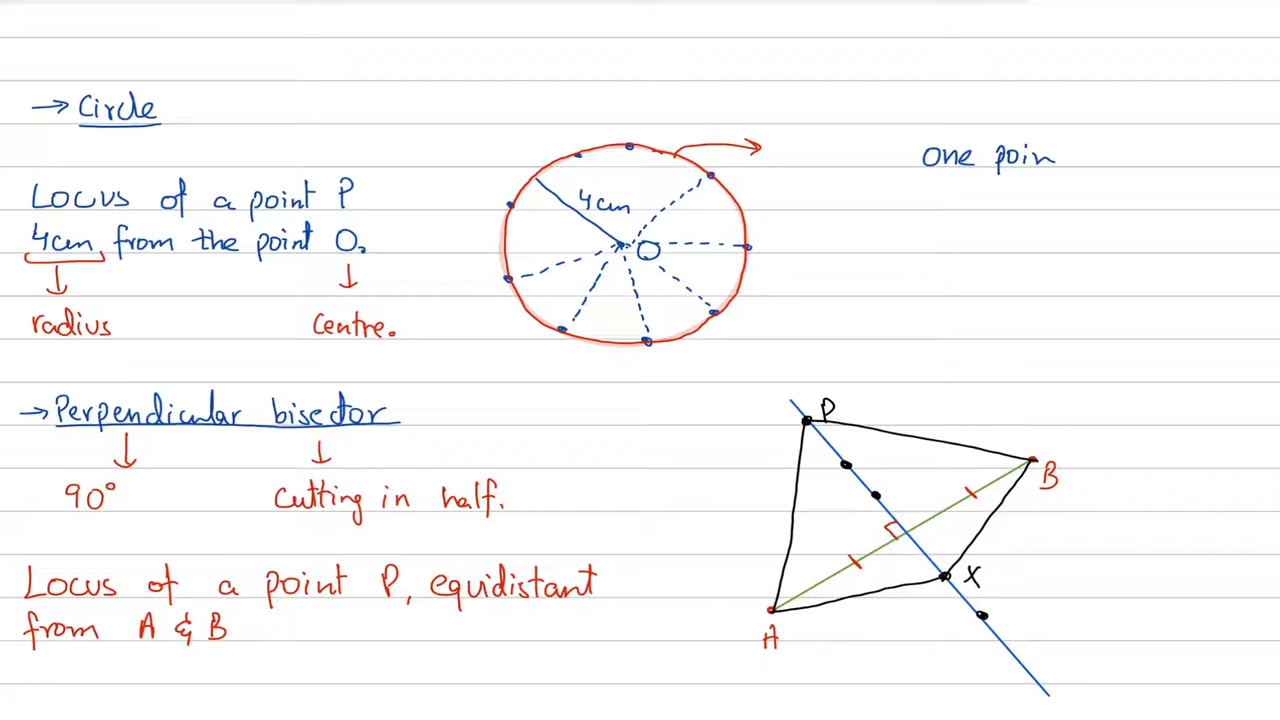 → Circle
Locus of a point P
4cm from the point O.
radius
centre.
4cm
O
One poin
→ Perpendicular bisector
90°
cutting in half.
Locus of a point P, equidistant
from A & B
P
B
X
A